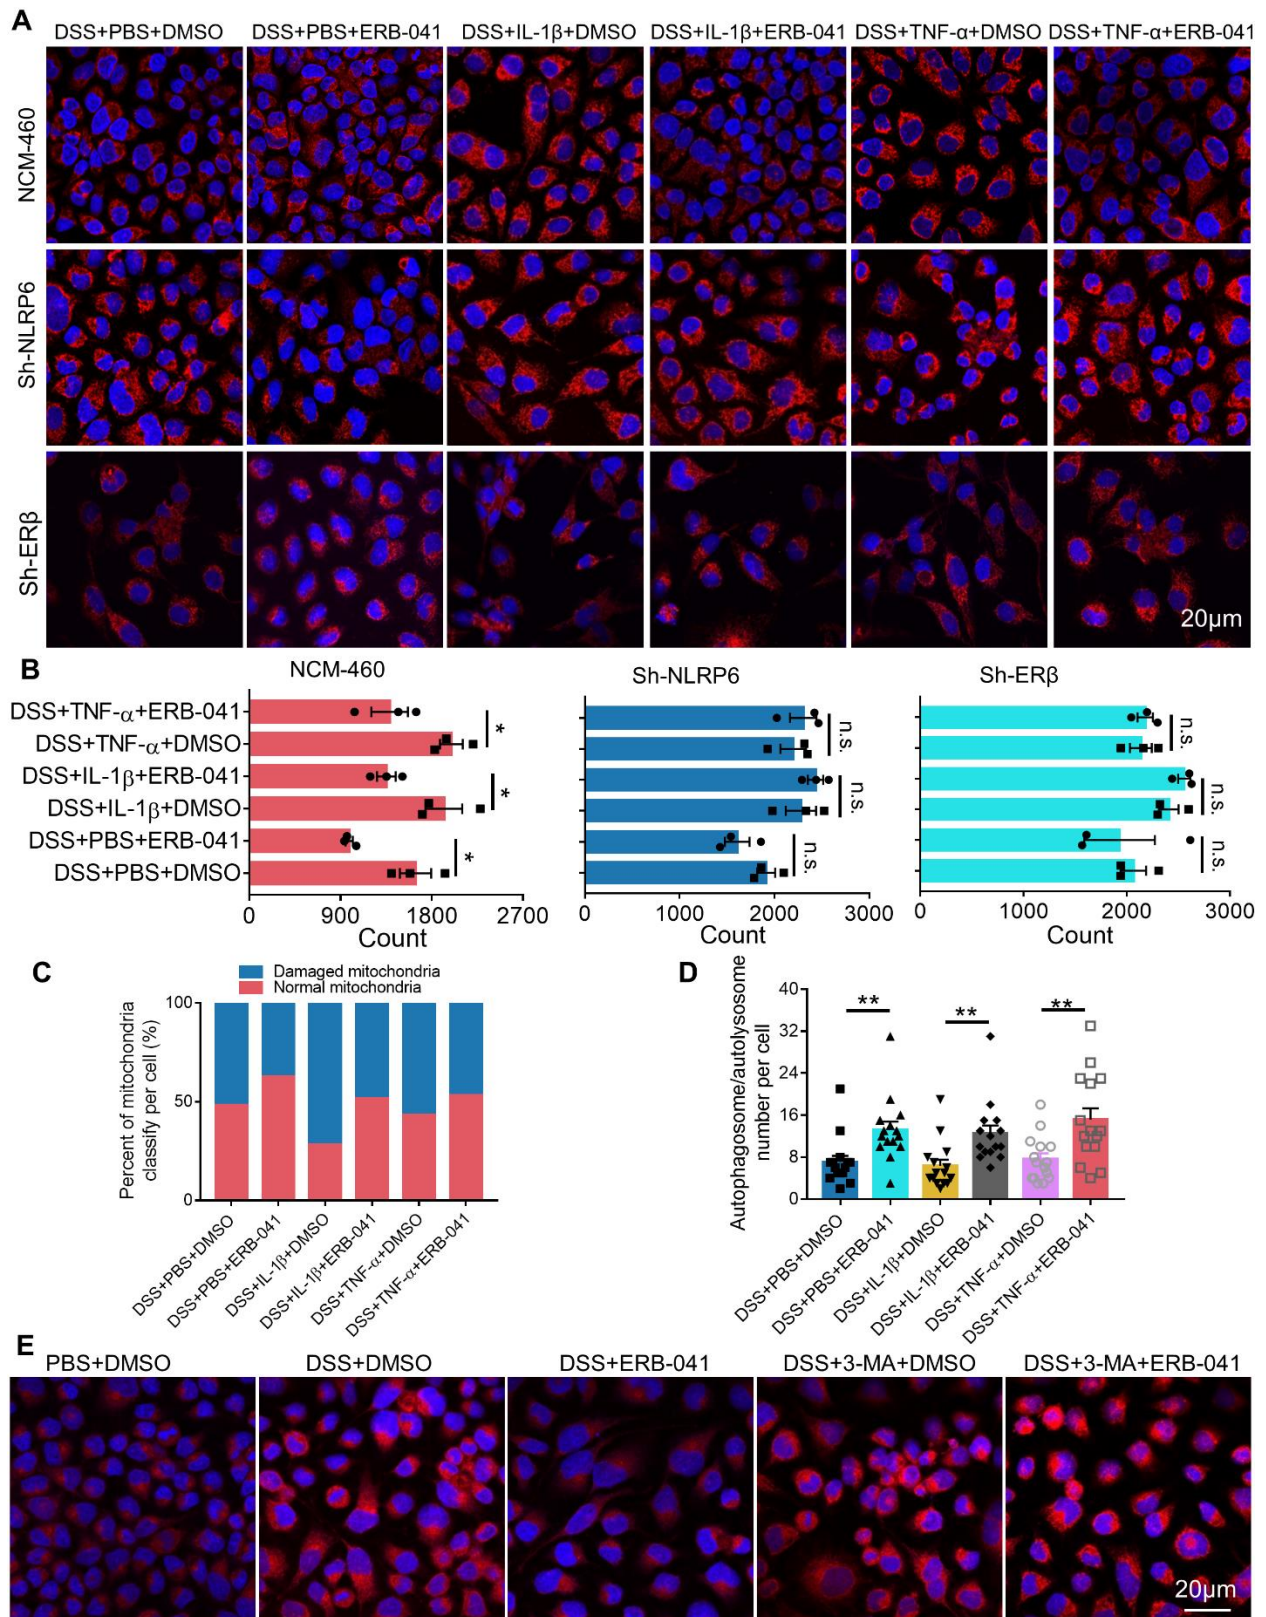 A
DSS+PBS+DMSO DSS+PBS+ERB-041 DSS+IL-1β+DMSO DSS+IL-1β+ERB-041 DSS+TNF-α+DMSO DSS+TNF-α+ERB-041
NCM-460
Sh-NLRP6
Sh-ERβ
20μm
B
NCM-460 Sh-NLRP6 Sh-ERβ
DSS+TNF-α+ERB-041
DSS+TNF-α+DMSO
DSS+IL-1β+ERB-041
DSS+IL-1β+DMSO
DSS+PBS+ERB-041
DSS+PBS+DMSO
*
*
*
n.s.
n.s.
n.s.
n.s.
n.s.
n.s.
0 900 1800 2700
Count
0 1000 2000 3000
Count
0 1000 2000 3000
Count
C
Damaged mitochondria
Normal mitochondria
Percent of mitochondria
classify per cell (%)
100
50
0
DSS+PBS+DMSO
DSS+PBS+ERB-041
DSS+IL-1β+DMSO
DSS+IL-1β+ERB-041
DSS+TNF-α+DMSO
DSS+TNF-α+ERB-041
D
Autophagosome/autolysosome
number per cell
40
32
24
16
8
0
** ** **
DSS+PBS+DMSO
DSS+PBS+ERB-041
DSS+IL-1β+DMSO
DSS+IL-1β+ERB-041
DSS+TNF-α+DMSO
DSS+TNF-α+ERB-041
E
PBS+DMSO DSS+DMSO DSS+ERB-041 DSS+3-MA+DMSO DSS+3-MA+ERB-041
20μm